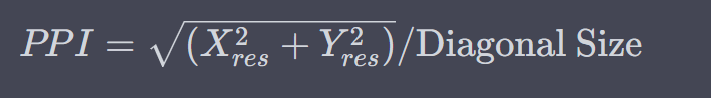 PPI = √(X²res + Y²res)/Diagonal Size